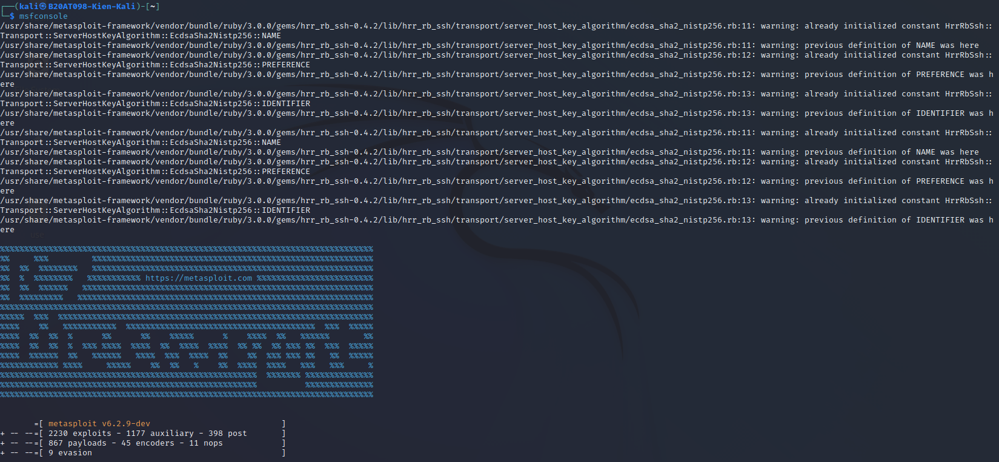 ┌──(kali㉿B20AT098-Kien-Kali)-[~]
└─$ msfconsole
/usr/share/metasploit-framework/vendor/bundle/ruby/3.0.0/gems/hrr_rb_ssh-0.4.2/lib/hrr_rb_ssh/transport/server_host_key_algorithm/ecdsa_sha2_nistp256.rb:11: warning: already initialized constant HrrRbSsh::
Transport::ServerHostKeyAlgorithm::EcdsaSha2Nistp256::NAME
/usr/share/metasploit-framework/vendor/bundle/ruby/3.0.0/gems/hrr_rb_ssh-0.4.2/lib/hrr_rb_ssh/transport/server_host_key_algorithm/ecdsa_sha2_nistp256.rb:11: warning: previous definition of NAME was here
/usr/share/metasploit-framework/vendor/bundle/ruby/3.0.0/gems/hrr_rb_ssh-0.4.2/lib/hrr_rb_ssh/transport/server_host_key_algorithm/ecdsa_sha2_nistp256.rb:12: warning: already initialized constant HrrRbSsh::
Transport::ServerHostKeyAlgorithm::EcdsaSha2Nistp256::PREFERENCE
/usr/share/metasploit-framework/vendor/bundle/ruby/3.0.0/gems/hrr_rb_ssh-0.4.2/lib/hrr_rb_ssh/transport/server_host_key_algorithm/ecdsa_sha2_nistp256.rb:12: warning: previous definition of PREFERENCE was h
ere
/usr/share/metasploit-framework/vendor/bundle/ruby/3.0.0/gems/hrr_rb_ssh-0.4.2/lib/hrr_rb_ssh/transport/server_host_key_algorithm/ecdsa_sha2_nistp256.rb:13: warning: already initialized constant HrrRbSsh::
Transport::ServerHostKeyAlgorithm::EcdsaSha2Nistp256::IDENTIFIER
/usr/share/metasploit-framework/vendor/bundle/ruby/3.0.0/gems/hrr_rb_ssh-0.4.2/lib/hrr_rb_ssh/transport/server_host_key_algorithm/ecdsa_sha2_nistp256.rb:13: warning: previous definition of IDENTIFIER was h
ere
/usr/share/metasploit-framework/vendor/bundle/ruby/3.0.0/gems/hrr_rb_ssh-0.4.2/lib/hrr_rb_ssh/transport/server_host_key_algorithm/ecdsa_sha2_nistp256.rb:11: warning: already initialized constant HrrRbSsh::
Transport::ServerHostKeyAlgorithm::EcdsaSha2Nistp256::NAME
/usr/share/metasploit-framework/vendor/bundle/ruby/3.0.0/gems/hrr_rb_ssh-0.4.2/lib/hrr_rb_ssh/transport/server_host_key_algorithm/ecdsa_sha2_nistp256.rb:11: warning: previous definition of NAME was here
/usr/share/metasploit-framework/vendor/bundle/ruby/3.0.0/gems/hrr_rb_ssh-0.4.2/lib/hrr_rb_ssh/transport/server_host_key_algorithm/ecdsa_sha2_nistp256.rb:12: warning: already initialized constant HrrRbSsh::
Transport::ServerHostKeyAlgorithm::EcdsaSha2Nistp256::PREFERENCE
/usr/share/metasploit-framework/vendor/bundle/ruby/3.0.0/gems/hrr_rb_ssh-0.4.2/lib/hrr_rb_ssh/transport/server_host_key_algorithm/ecdsa_sha2_nistp256.rb:12: warning: previous definition of PREFERENCE was h
ere
/usr/share/metasploit-framework/vendor/bundle/ruby/3.0.0/gems/hrr_rb_ssh-0.4.2/lib/hrr_rb_ssh/transport/server_host_key_algorithm/ecdsa_sha2_nistp256.rb:13: warning: already initialized constant HrrRbSsh::
Transport::ServerHostKeyAlgorithm::EcdsaSha2Nistp256::IDENTIFIER
/usr/share/metasploit-framework/vendor/bundle/ruby/3.0.0/gems/hrr_rb_ssh-0.4.2/lib/hrr_rb_ssh/transport/server_host_key_algorithm/ecdsa_sha2_nistp256.rb:13: warning: previous definition of IDENTIFIER was h
ere
https://metasploit.com
=[ metasploit v6.2.9-dev ]
+ -- --=[ 2230 exploits - 1177 auxiliary - 398 post ]
+ -- --=[ 867 payloads - 45 encoders - 11 nops ]
+ -- --=[ 9 evasion ]